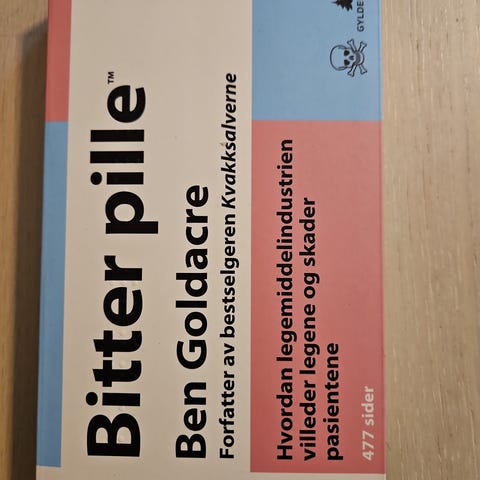 Bitter pille™
Ben Goldacre
Forfatter av bestselgeren Kvakksalverne
Hvordan legemiddelindustrien
villeder legene og skader
pasientene
477 sider